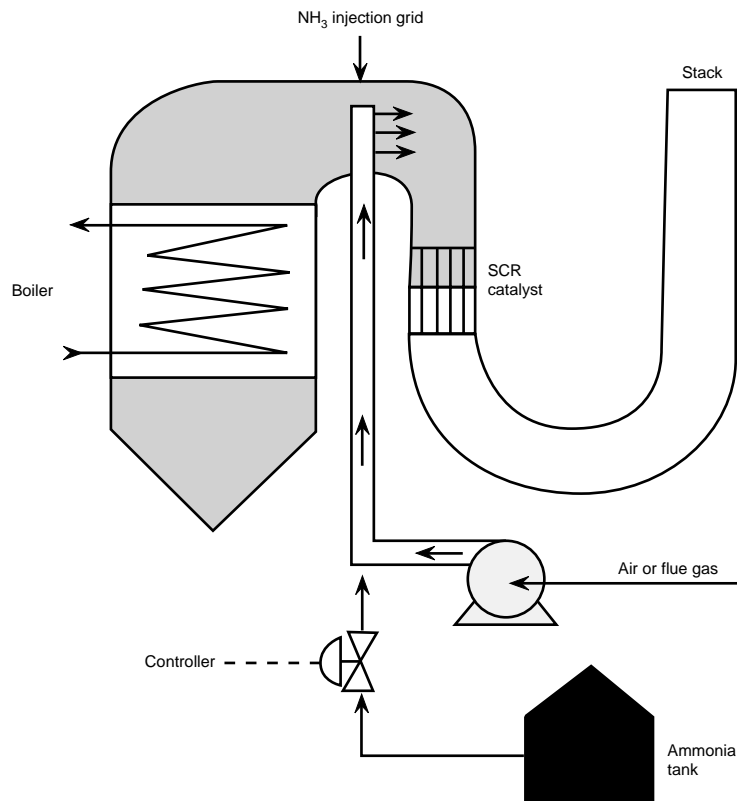 NH3 injection grid
Stack
Boiler
SCR
catalyst
Air or flue gas
Controller
Ammonia
tank